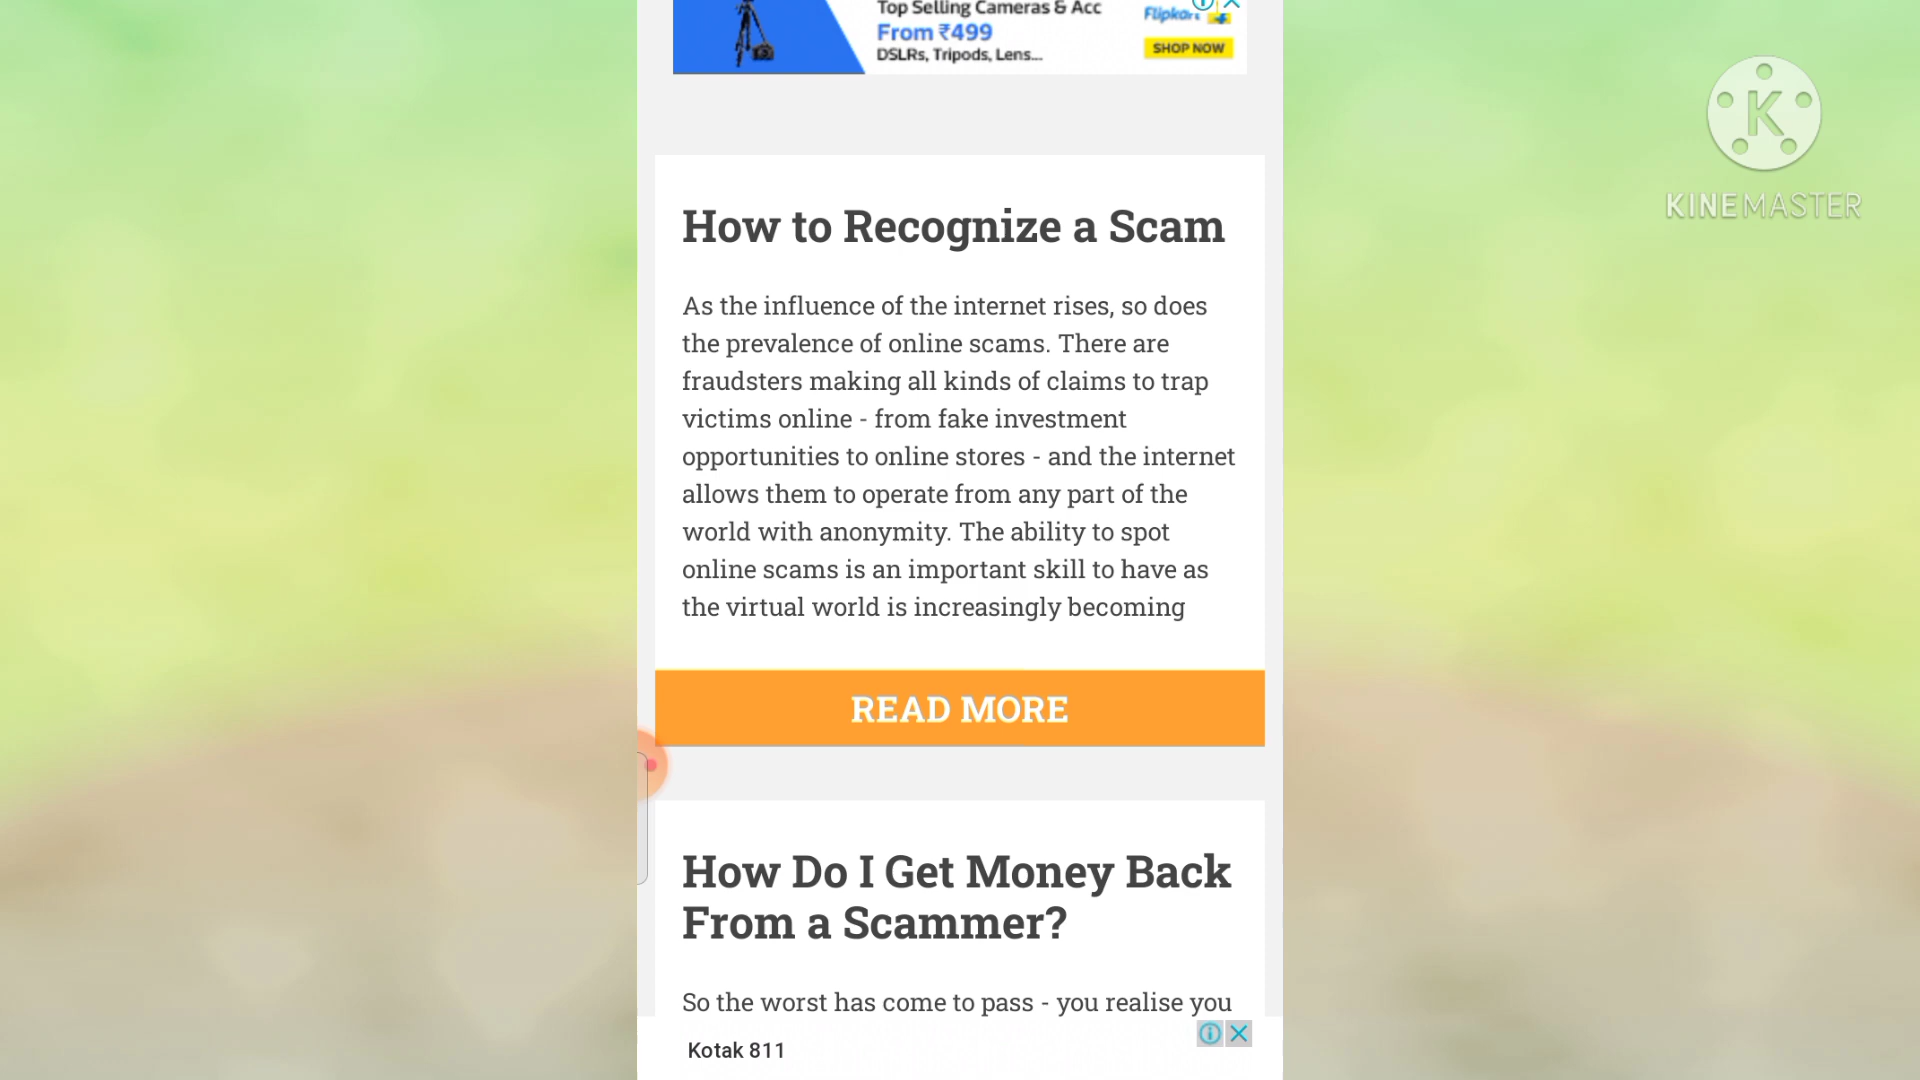 Top Selling Cameras & Acc
From ₹499
DSLRs, Tripods, Lens...
Flipkart
SHOP NOW
K
KINEMASTER
How to Recognize a Scam
As the influence of the internet rises, so does
the prevalence of online scams. There are
fraudsters making all kinds of claims to trap
victims online - from fake investment
opportunities to online stores - and the internet
allows them to operate from any part of the
world with anonymity. The ability to spot
online scams is an important skill to have as
the virtual world is increasingly becoming
READ MORE
How Do I Get Money Back
From a Scammer?
So the worst has come to pass - you realise you
Kotak 811